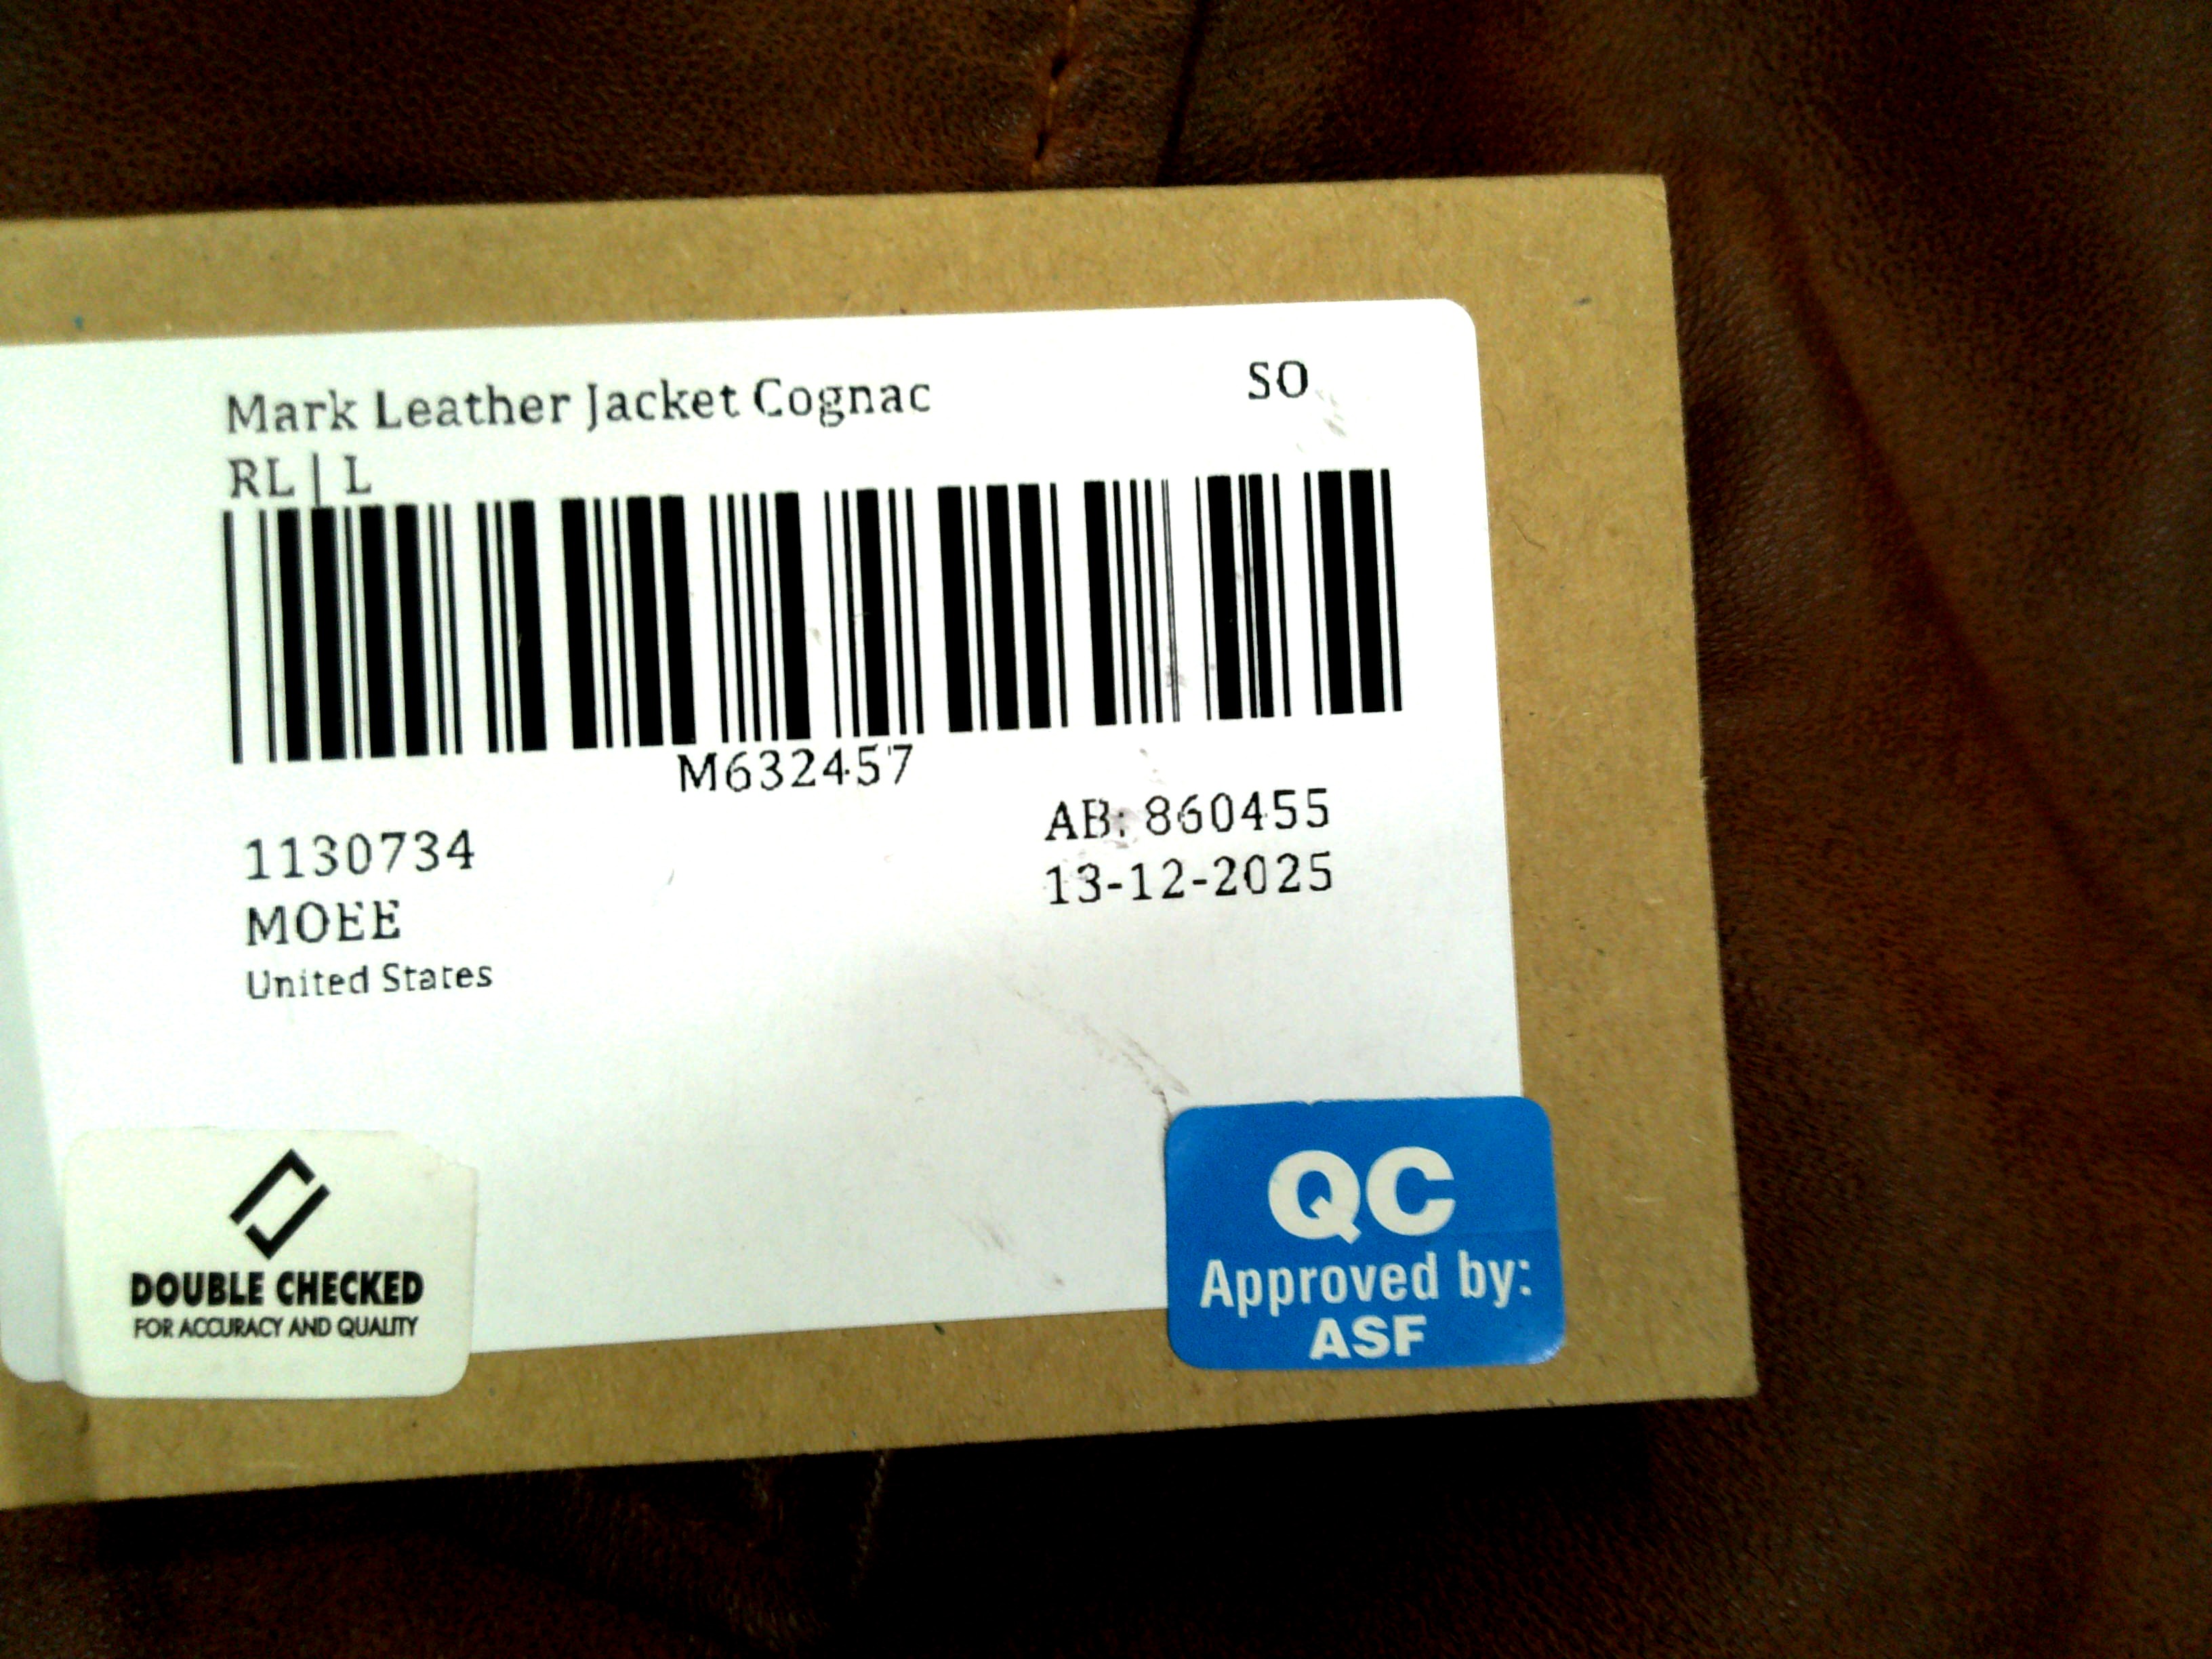 Mark Leather Jacket Cognac SO
RL | L
M632457
1130734 AB: 860455
MOEE 13-12-2025
United States
DOUBLE CHECKED
FOR ACCURACY AND QUALITY
QC
Approved by:
ASF